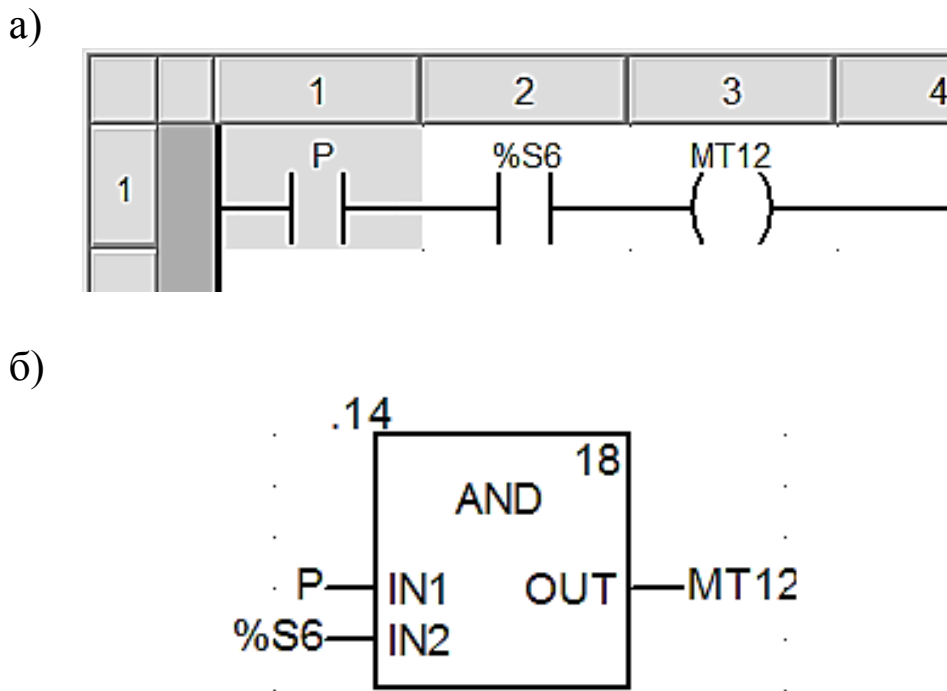 а)
1 2 3 4
P %S6 MT12
1
б)
.14
18
AND
P IN1 OUT MT12
%S6 IN2